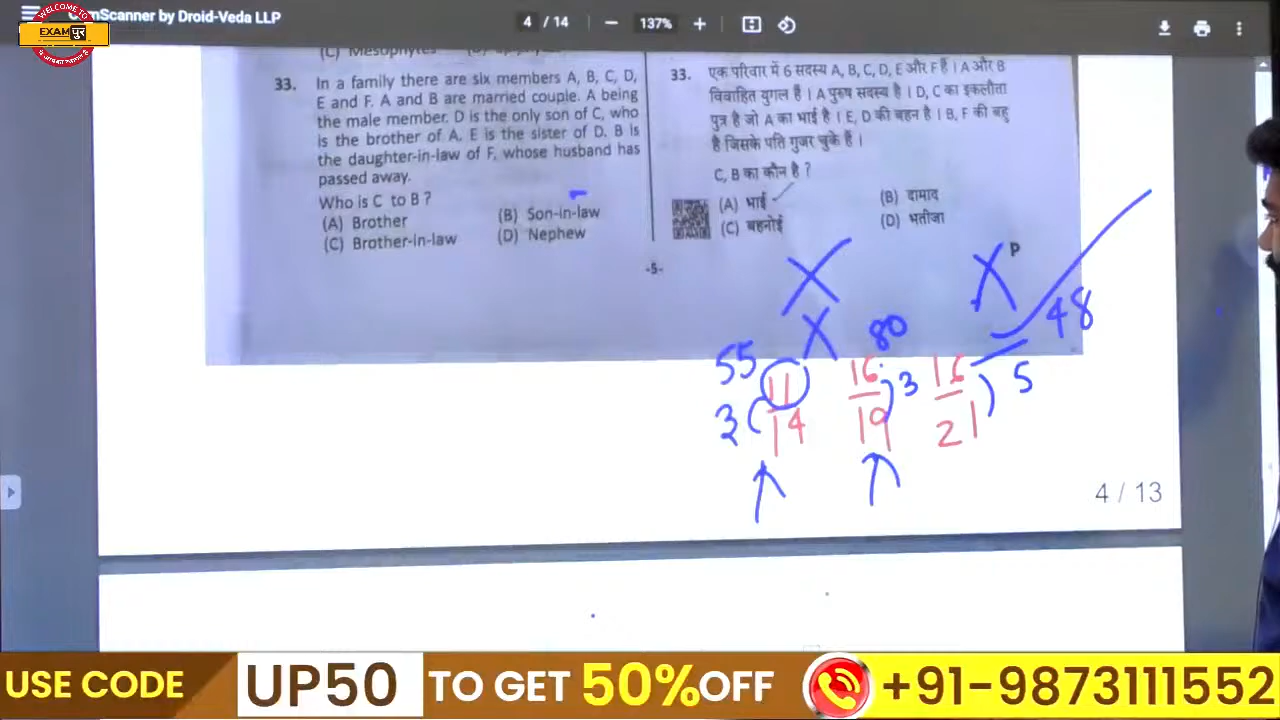 WELCOME TO
EXAMपुर
CamScanner by Droid-Veda LLP
4 / 14
137%
(C) Mesophytes
33. In a family there are six members A, B, C, D,
E and F. A and B are married couple. A being
the male member. D is the only son of C, who
is the brother of A. E is the sister of D. B is
the daughter-in-law of F, whose husband has
passed away.
Who is C to B ?
(A) Brother
(B) Son-in-law
(C) Brother-in-law
(D) Nephew
33. एक परिवार में 6 सदस्य A, B, C, D, E और F हैं । A और B
विवाहित युगल हैं । A पुरुष सदस्य है । D, C का इकलौता
पुत्र है जो A का भाई है । E, D की बहन है । B, F की बहु
है जिसके पति गुजर चुके हैं ।
C, B का कौन है ?
(A) भाई
(B) दामाद
(C) बहनोई
(D) भतीजा
-5-
P
48
55
80
11
16
3
16
5
3
14
19
21
4 / 13
USE CODE UP50 TO GET 50% OFF +91-9873111552